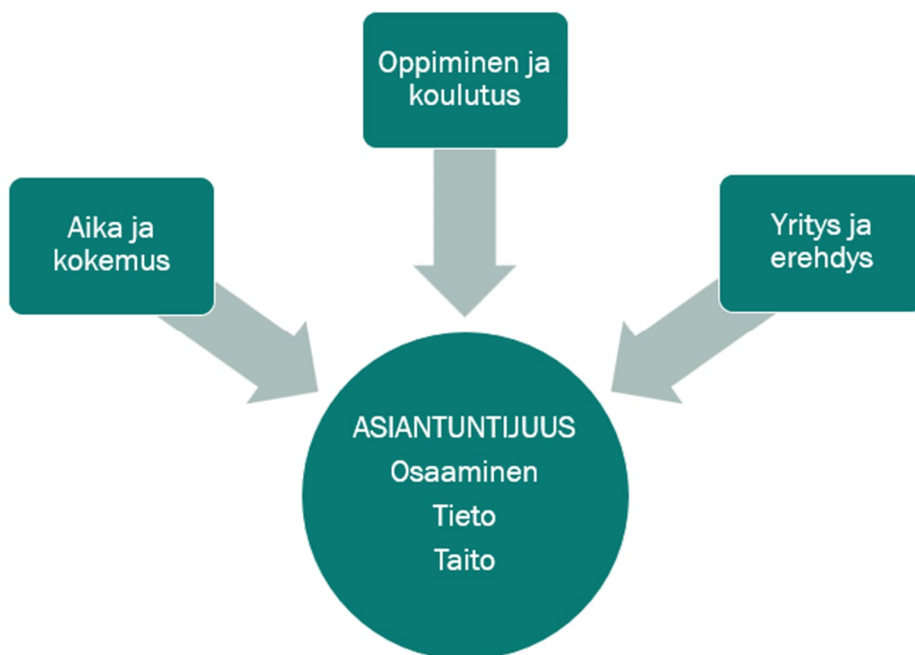 Oppiminen ja
koulutus
Aika ja
kokemus
Yritys ja
erehdys
ASIANTUNTIJUUS
Osaaminen
Tieto
Taito